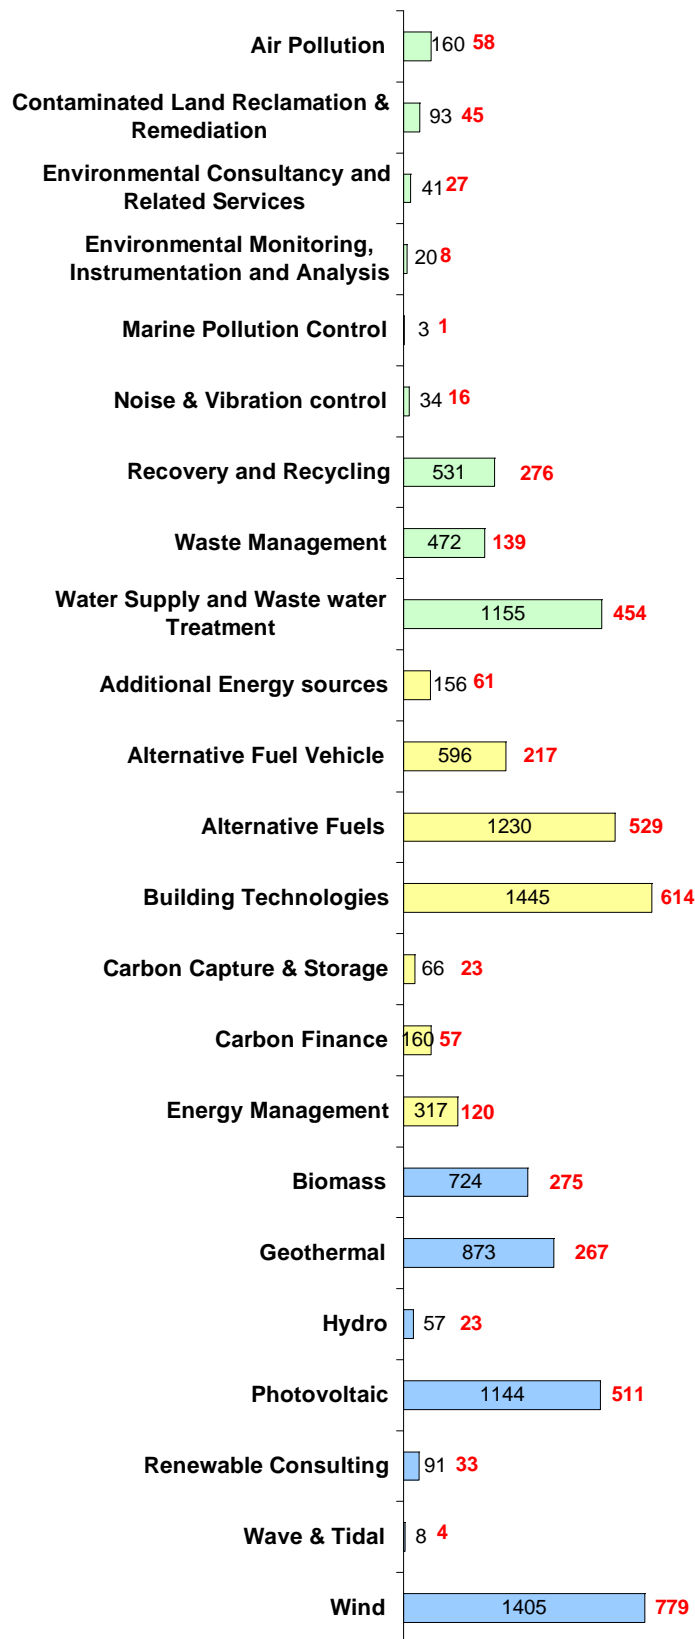 Air Pollution 160 58
Contaminated Land Reclamation &
Remediation 93 45
Environmental Consultancy and
Related Services 41 27
Environmental Monitoring,
Instrumentation and Analysis 20 8
Marine Pollution Control 3 1
Noise & Vibration control 34 16
Recovery and Recycling 531 276
Waste Management 472 139
Water Supply and Waste water
Treatment 1155 454
Additional Energy sources 156 61
Alternative Fuel Vehicle 596 217
Alternative Fuels 1230 529
Building Technologies 1445 614
Carbon Capture & Storage 66 23
Carbon Finance 160 57
Energy Management 317 120
Biomass 724 275
Geothermal 873 267
Hydro 57 23
Photovoltaic 1144 511
Renewable Consulting 91 33
Wave & Tidal 8 4
Wind 1405 779